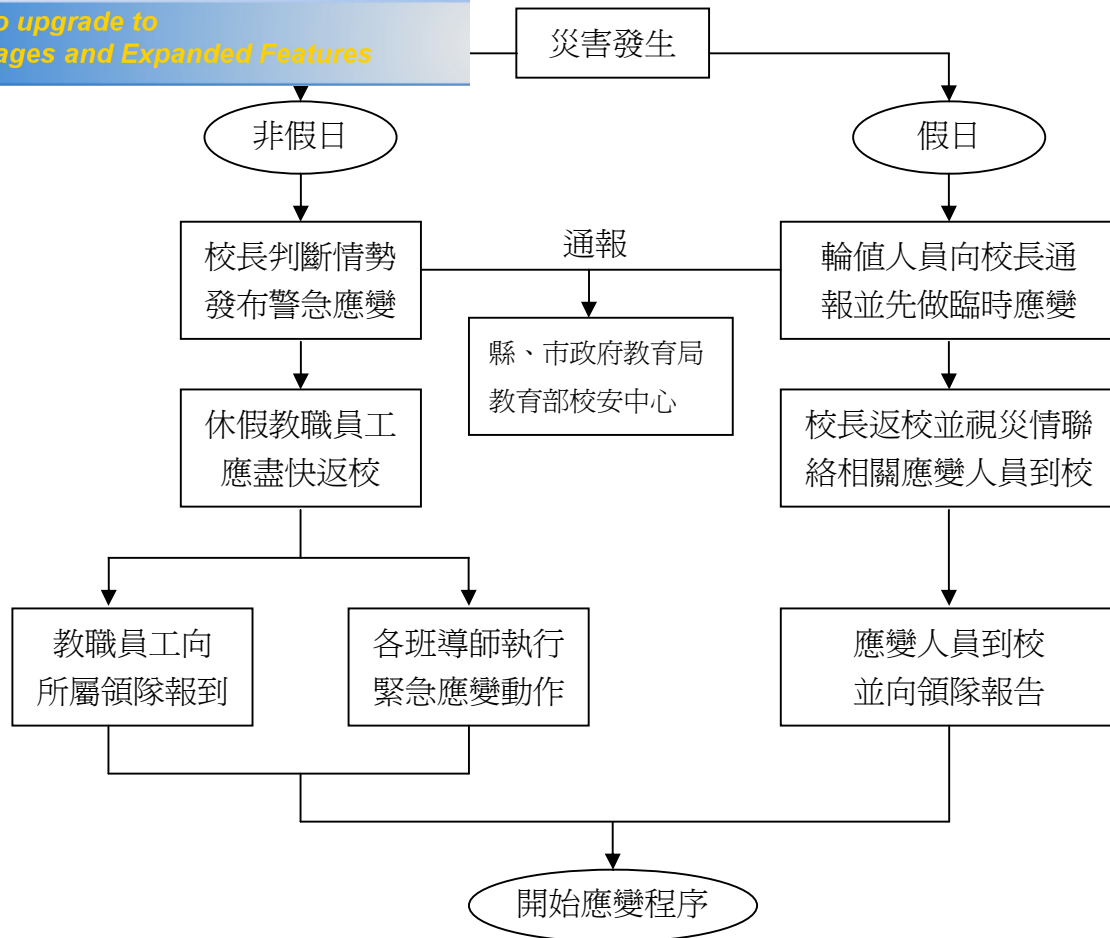 o upgrade to
ages and Expanded Features
災害發生
非假日
假日
校長判斷情勢
發布警急應變
通報
輪值人員向校長通
報並先做臨時應變
縣、市政府教育局
教育部校安中心
休假教職員工
應盡快返校
校長返校並視災情聯
絡相關應變人員到校
教職員工向
所屬領隊報到
各班導師執行
緊急應變動作
應變人員到校
並向領隊報告
開始應變程序